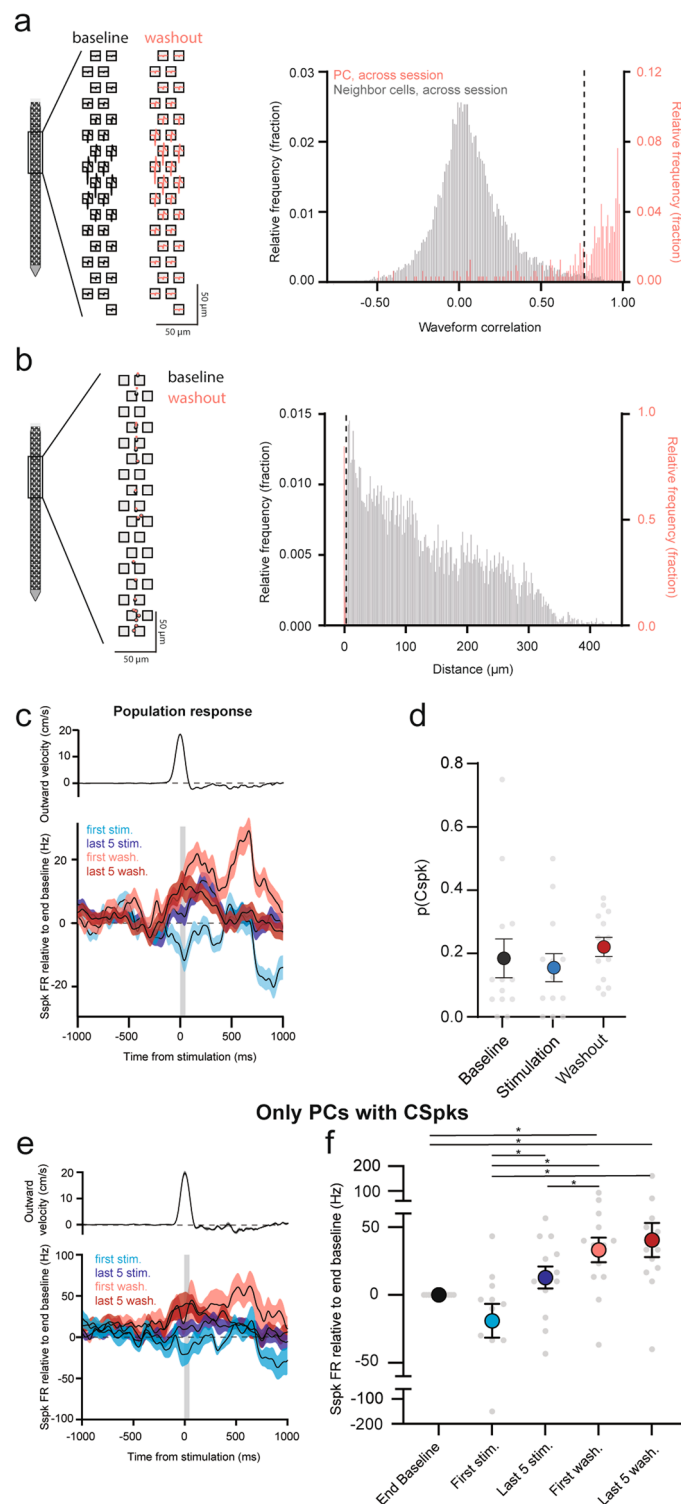 a
baseline washout
50 µm
50 µm
Relative frequency (fraction)
0.03
0.02
0.01
0.00
PC, across session
Neighbor cells, across session
0.12
0.08
0.04
0.00
Relative frequency (fraction)
-0.50 0.00 0.50 1.00
Waveform correlation
b
baseline
washout
50 µm
50 µm
Relative frequency (fraction)
0.015
0.010
0.005
0.000
1.0
0.5
0.0
Relative frequency (fraction)
0 100 200 300 400
Distance (µm)
c
Population response
Outward velocity (cm/s)
20
10
0
Sspk FR relative to end baseline (Hz)
first stim.
last 5 stim.
first wash.
last 5 wash.
20
0
-20
-1000 -500 0 500 1000
Time from stimulation (ms)
d
p(Cspk)
0.8
0.6
0.4
0.2
0
Baseline
Stimulation
Washout
Only PCs with CSpks
e
Outward
velocity (cm/s)
20
10
0
Sspk FR relative to end baseline (Hz)
first stim.
last 5 stim.
first wash.
last 5 wash.
100
50
0
-50
-100
-1000 -500 0 500 1000
Time from stimulation (ms)
f
*
*
*
*
*
*
Sspk FR relative to end baseline (Hz)
200
100
50
0
-50
-100
-200
End Baseline
First stim.
Last 5 stim.
First wash.
Last 5 wash.